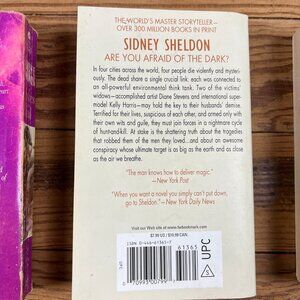 THE WORLD'S MASTER STORYTELLER—
OVER 300 MILLION BOOKS IN PRINT
SIDNEY SHELDON
ARE YOU AFRAID OF THE DARK?
In four cities across the world, four people die violently and mysteri-
ously. The dead share a single crucial link: each was connected to
an all-powerful environmental think tank. Two of the victims'
widows—accomplished artist Diane Stevens and international super-
model Kelly Harris—may hold the key to their husbands' demise.
Terrified for their lives, suspicious of each other, and armed only with
their own wits and guile, they must join forces in a nightmare cycle
of hunt-and-kill. At stake is the shattering truth about the tragedies
that robbed them of the men they loved...and about an awesome
conspiracy whose ultimate target is as big as the earth and as close
as the air we breathe.
"The man knows how to deliver magic."
—New York Post
"When you want a novel you simply can't put down,
go to Sheldon." —New York Daily News
Visit our Web site at www.twbookmark.com
$7.99 US/$10.99 CAN.
ISBN 0-446-61365-7
61365
UPC
S